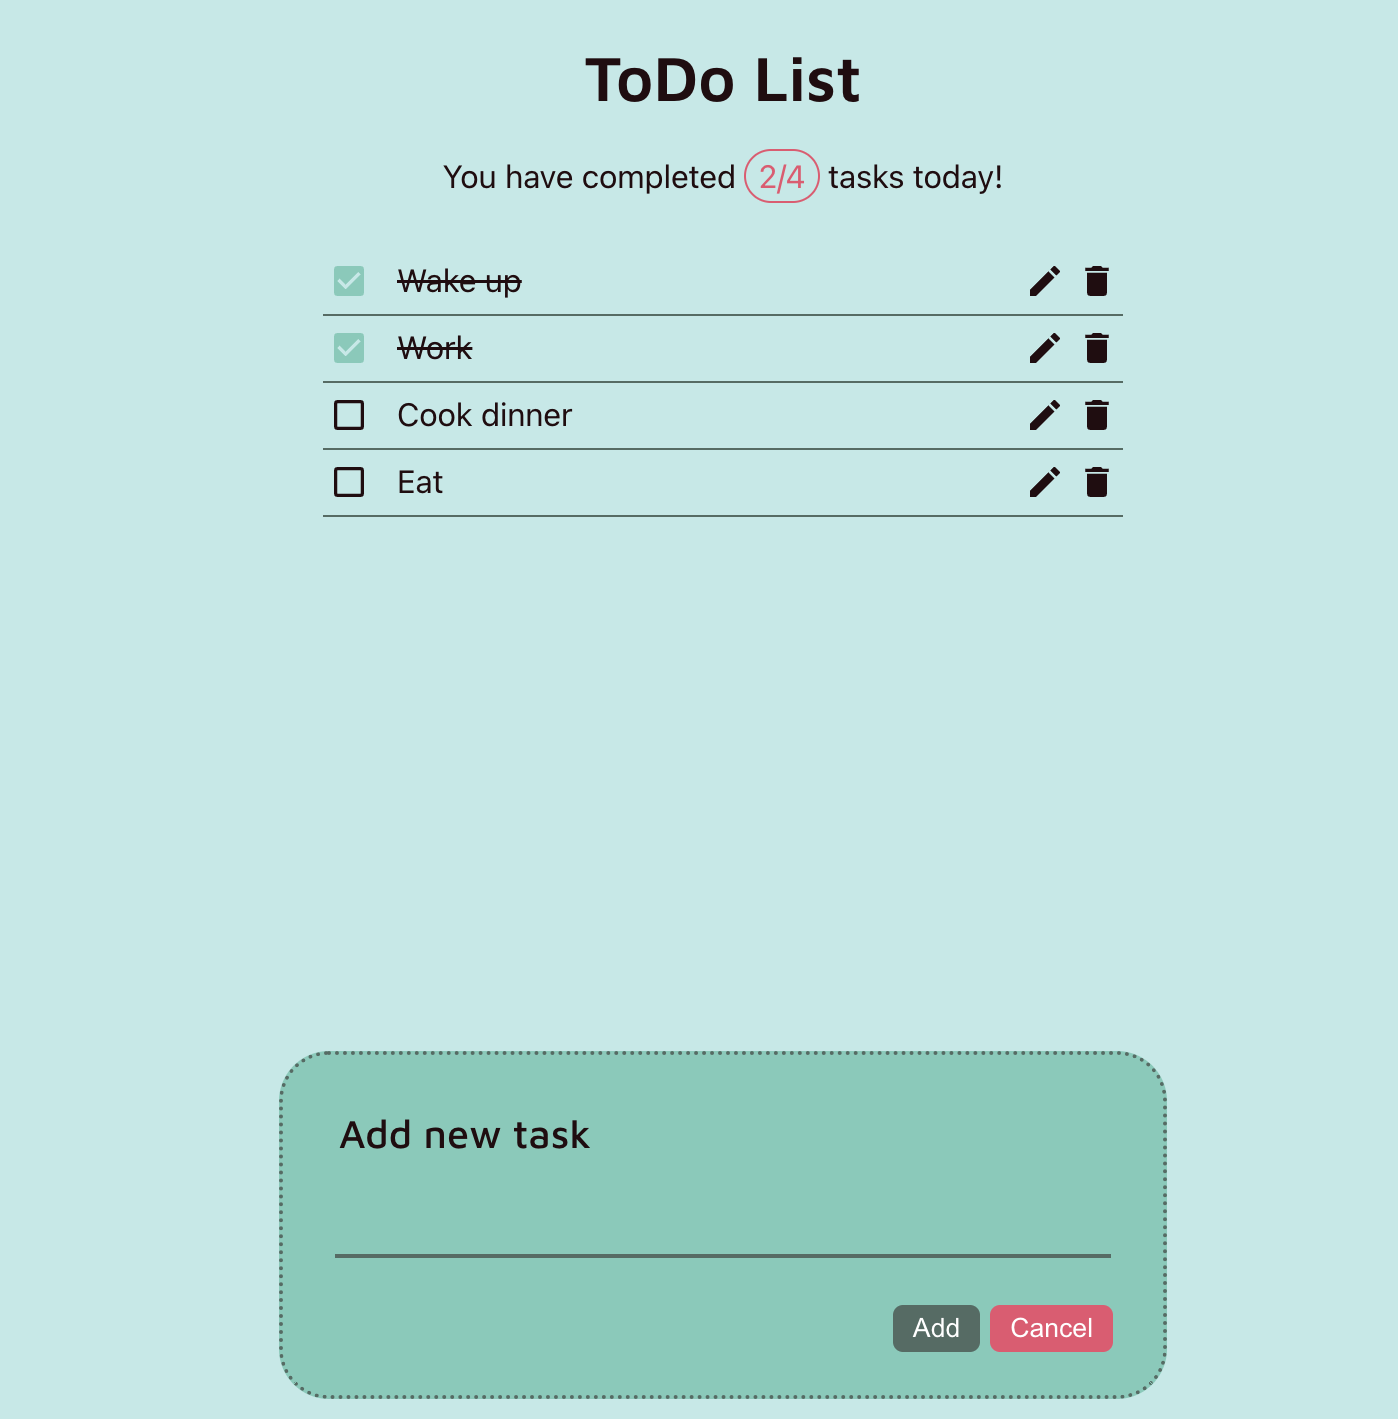 ToDo List
You have completed 2/4 tasks today!
Wake up
Work
Cook dinner
Eat
Add new task
Add Cancel